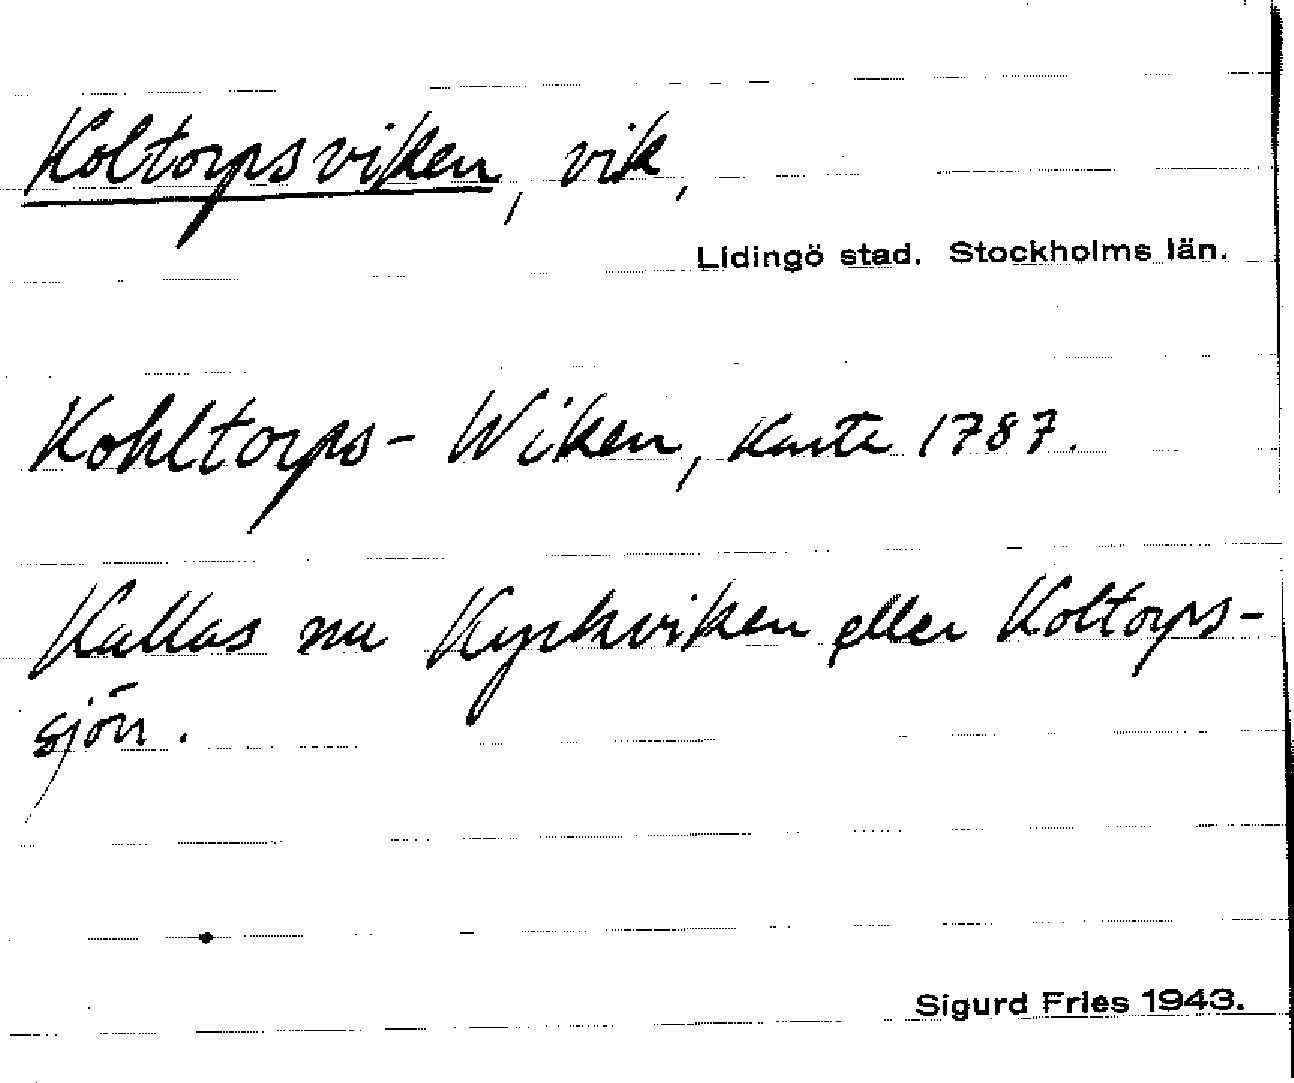 Koltorpsviken, vik,
Lidingö stad. Stockholms län.
Kohltorps-Wiken, Karta 1787.
Kallas nu Kyrkviken eller Koltorps-
sjön.
Sigurd Fries 1943.